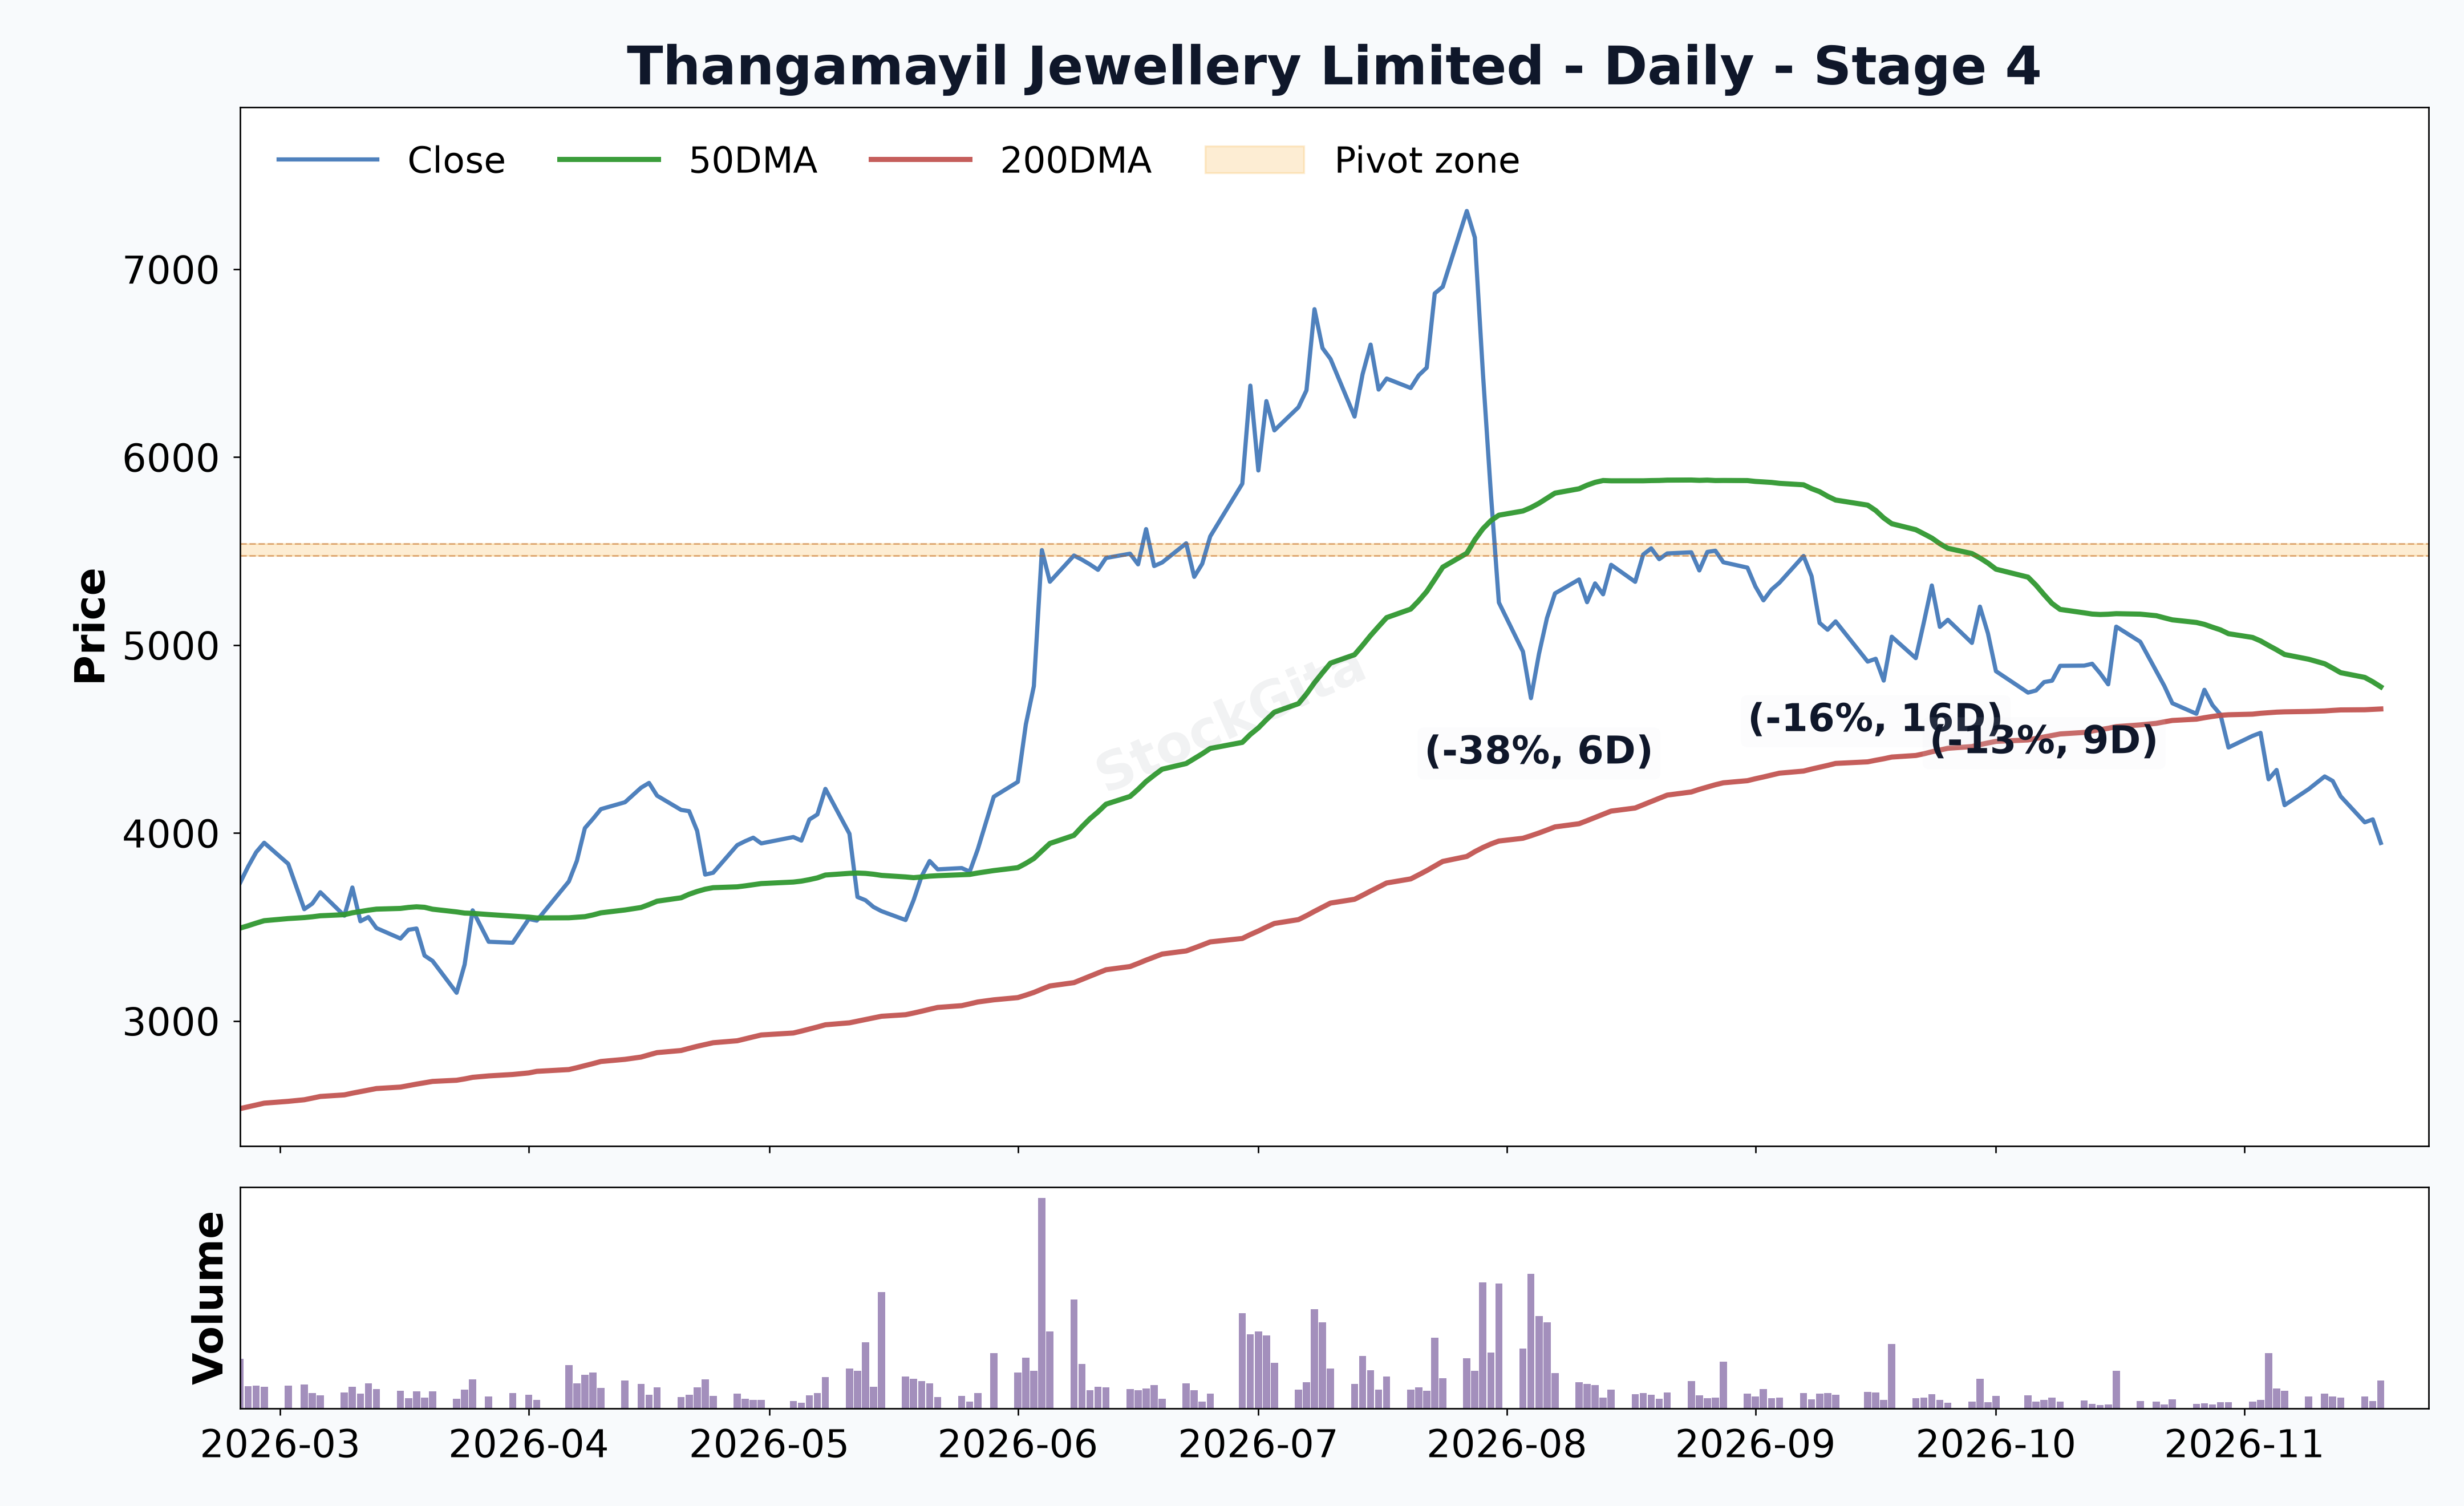 Thangamayil Jewellery Limited - Daily - Stage 4
Close 50DMA 200DMA Pivot zone
Price
7000
6000
5000
4000
3000
StockGita
(-38%, 6D)
(-16%, 16D)
(-13%, 9D)
Volume
2026-03 2026-04 2026-05 2026-06 2026-07 2026-08 2026-09 2026-10 2026-11